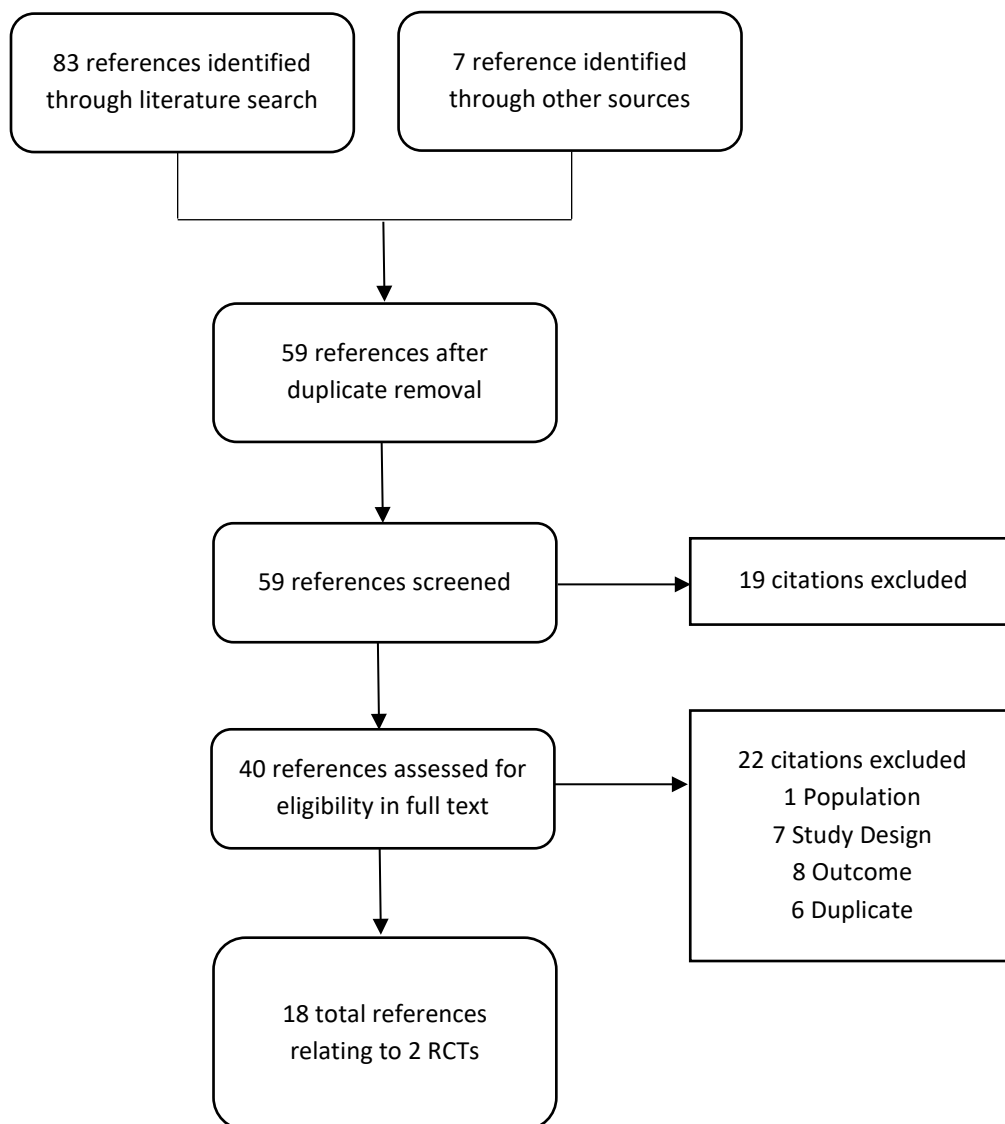 83 references identified
through literature search
7 reference identified
through other sources
59 references after
duplicate removal
59 references screened
19 citations excluded
40 references assessed for
eligibility in full text
22 citations excluded
1 Population
7 Study Design
8 Outcome
6 Duplicate
18 total references
relating to 2 RCTs